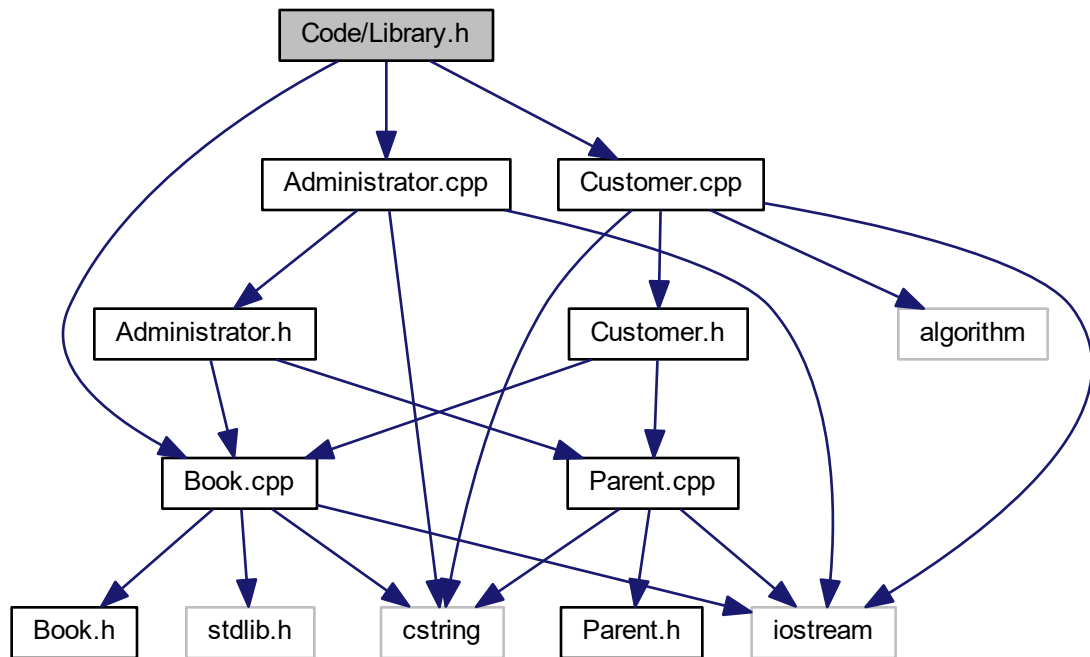 Code/Library.h
Administrator.cpp
Customer.cpp
Administrator.h
Customer.h
algorithm
Book.cpp
Parent.cpp
Book.h
stdlib.h
cstring
Parent.h
iostream